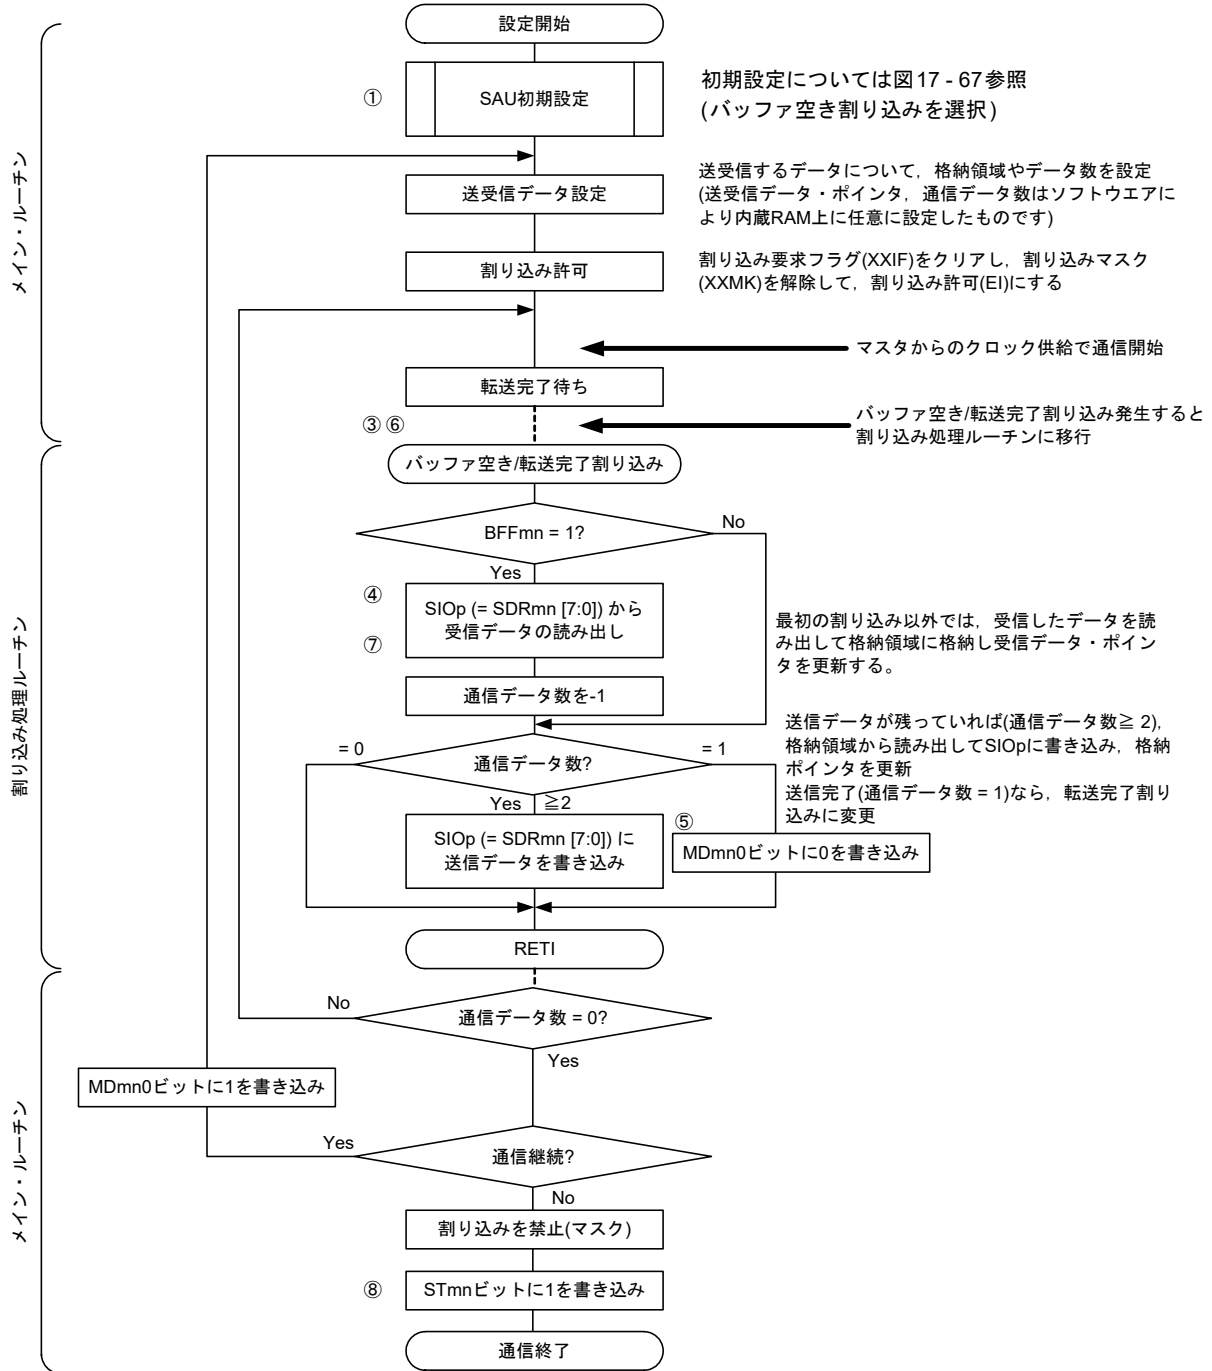 設定開始
①
SAU初期設定
初期設定については図17 - 67参照
(バッファ空き割り込みを選択)
メイン・ルーチン
送受信データ設定
送受信するデータについて，格納領域やデータ数を設定
(送受信データ・ポインタ，通信データ数はソフトウエアに
より内蔵RAM上に任意に設定したものです)
割り込み許可
割り込み要求フラグ(XXIF)をクリアし，割り込みマスク
(XXMK)を解除して，割り込み許可(EI)にする
マスタからのクロック供給で通信開始
転送完了待ち
③ ⑥
バッファ空き/転送完了割り込み発生すると
割り込み処理ルーチンに移行
バッファ空き/転送完了割り込み
割り込み処理ルーチン
BFFmn = 1?
No
Yes
④
SIOp (= SDRmn [7:0]) から
受信データの読み出し
⑦
最初の割り込み以外では，受信したデータを読
み出して格納領域に格納し受信データ・ポイン
タを更新する。
通信データ数を-1
= 0
通信データ数?
= 1
送信データが残っていれば(通信データ数≧ 2)，
格納領域から読み出してSIOpに書き込み，格納
ポインタを更新
送信完了(通信データ数 = 1)なら，転送完了割り
込みに変更
Yes ≧2
SIOp (= SDRmn [7:0]) に
送信データを書き込み
⑤
MDmn0ビットに0を書き込み
RETI
メイン・ルーチン
No
通信データ数 = 0?
Yes
MDmn0ビットに1を書き込み
Yes
通信継続?
No
割り込みを禁止(マスク)
⑧
STmnビットに1を書き込み
通信終了